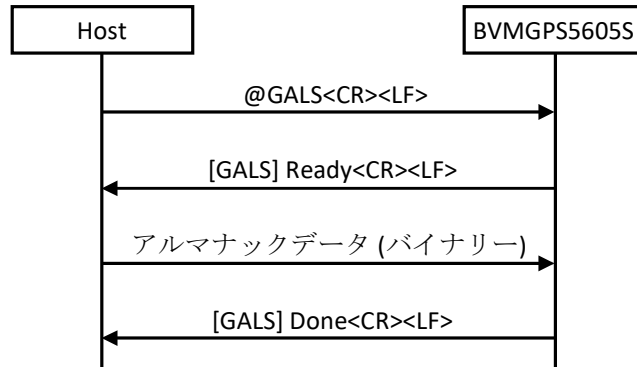 Host
BVMGPS5605S
@GALS<CR><LF>
[GALS] Ready<CR><LF>
アルマナックデータ (バイナリー)
[GALS] Done<CR><LF>